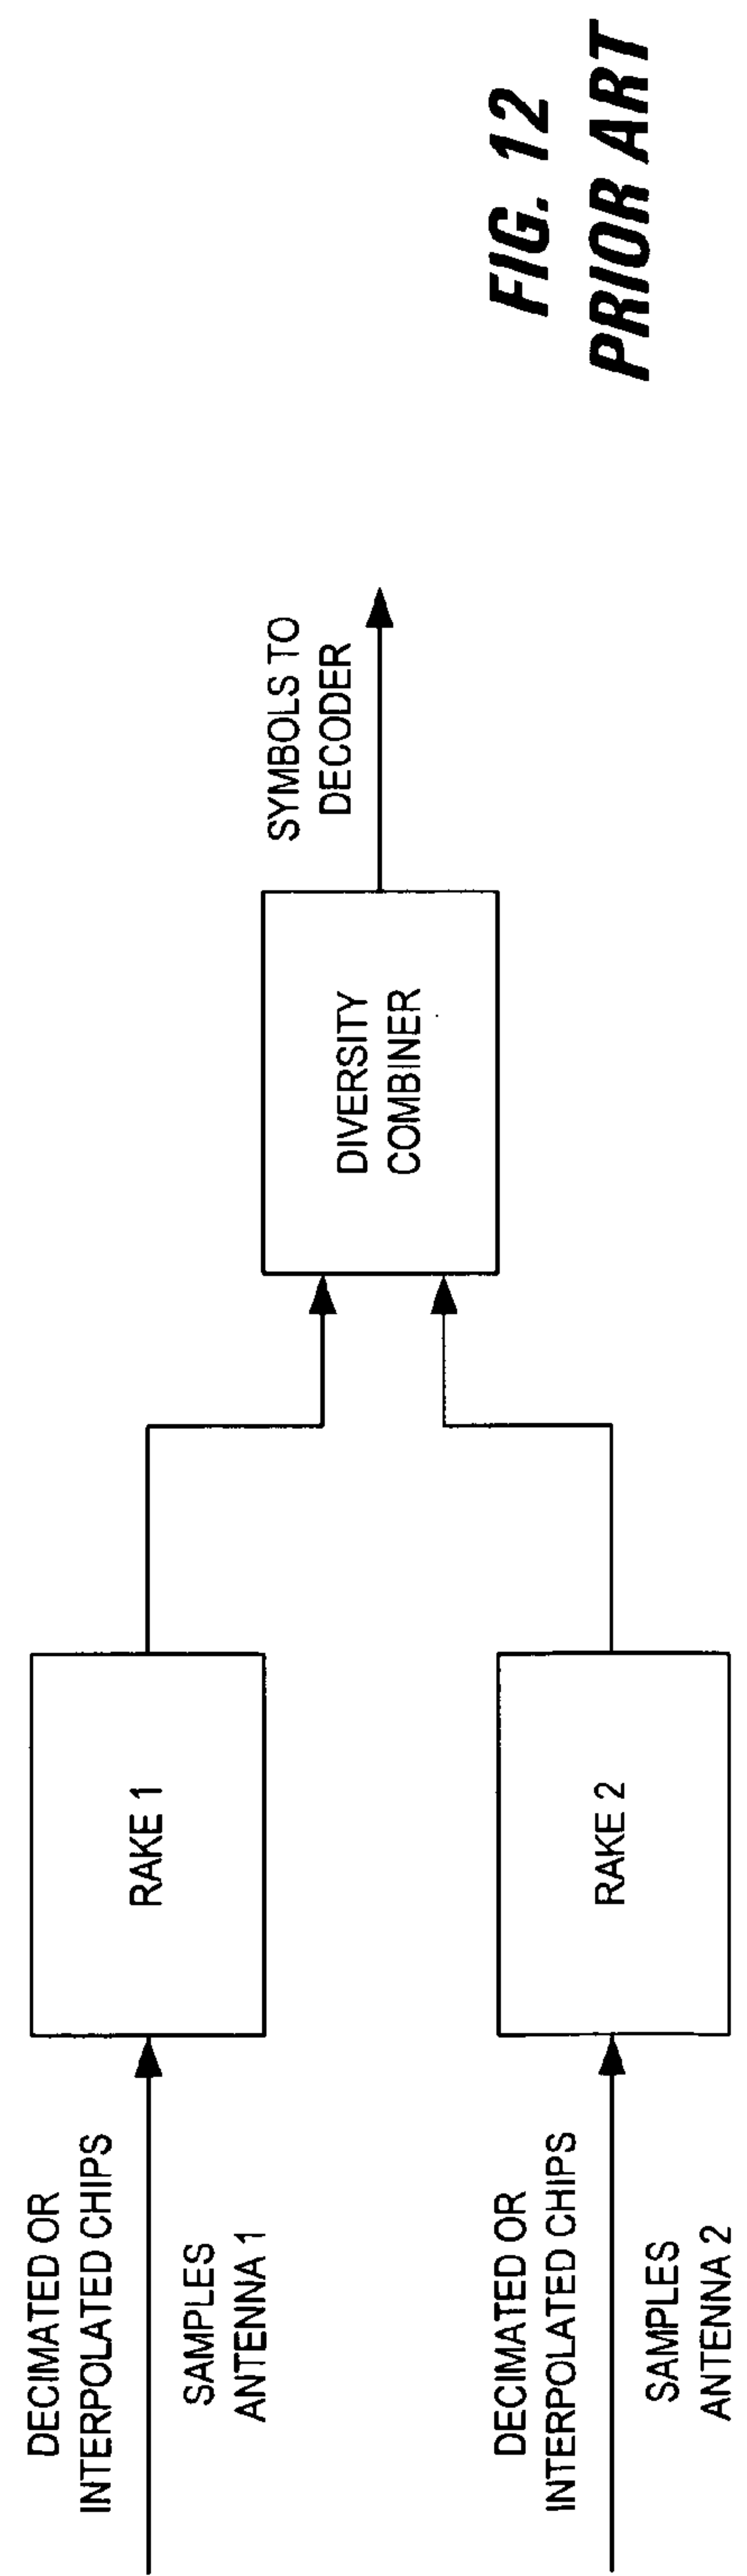 DECIMATED OR
INTERPOLATED CHIPS
SAMPLES
ANTENNA 1
RAKE 1
DECIMATED OR
INTERPOLATED CHIPS
SAMPLES
ANTENNA 2
RAKE 2
DIVERSITY
COMBINER
SYMBOLS TO
DECODER
FIG. 12
PRIOR ART